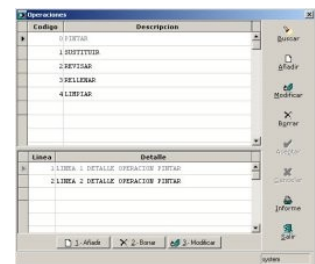 Operaciones
Codigo Descripcion
0 PINTAR
1 SUSTITUIR
2 REVISAR
3 RELLENAR
4 LIMPIAR
Linea Detalle
1 LINEA 1 DETALLE OPERACION PINTAR
2 LINEA 2 DETALLE OPERACION PINTAR
1- Añadir 2- Borrar 3- Modificar
Buscar
Añadir
Modificar
Borrar
Aceptar
Cancelar
Informe
Salir
system